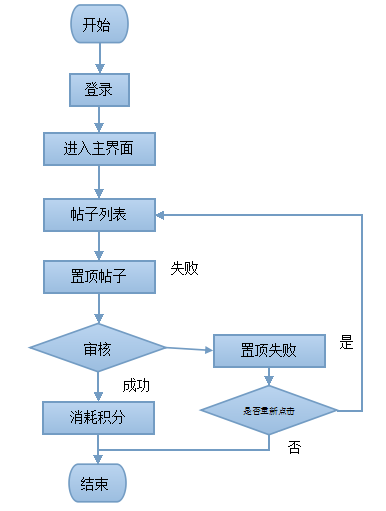 开始
登录
进入主界面
帖子列表
置顶帖子
失败
审核
置顶失败
是
成功
消耗积分
是否重新点击
否
结束